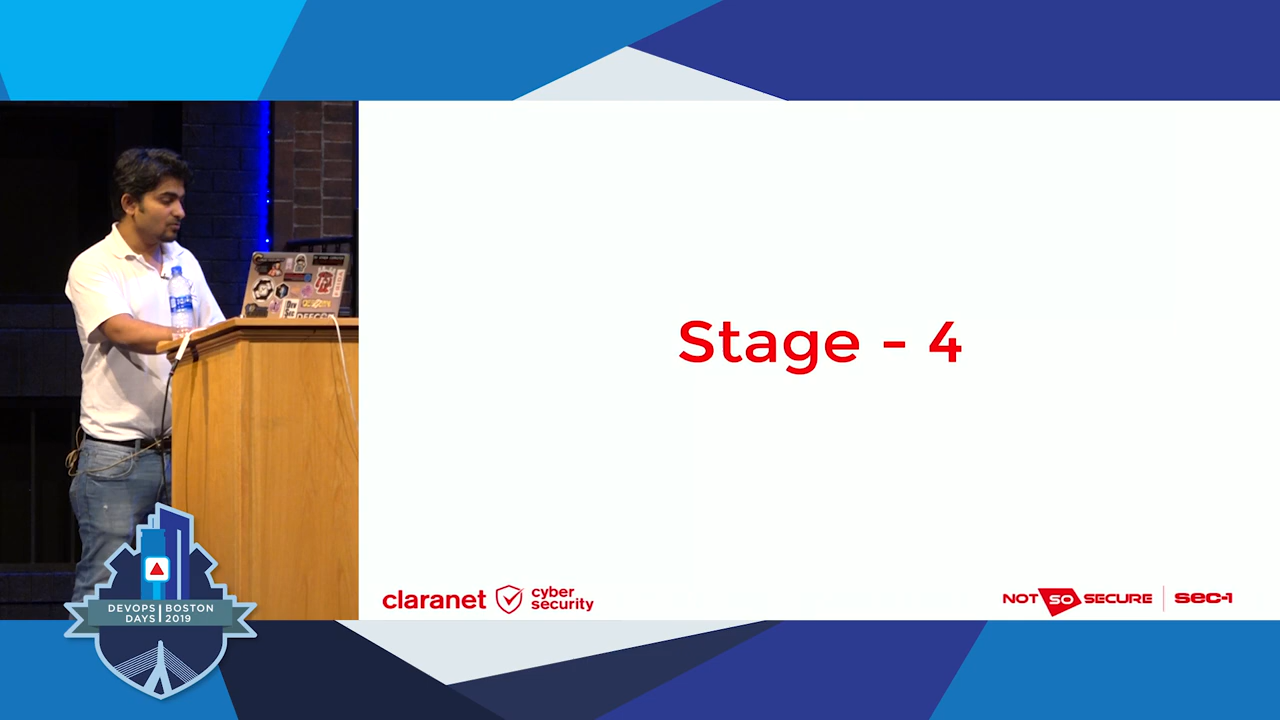 Stage - 4
claranet
cyber
security
NOT SO SECURE
sec-1
DEVOPS BOSTON
DAYS 2019